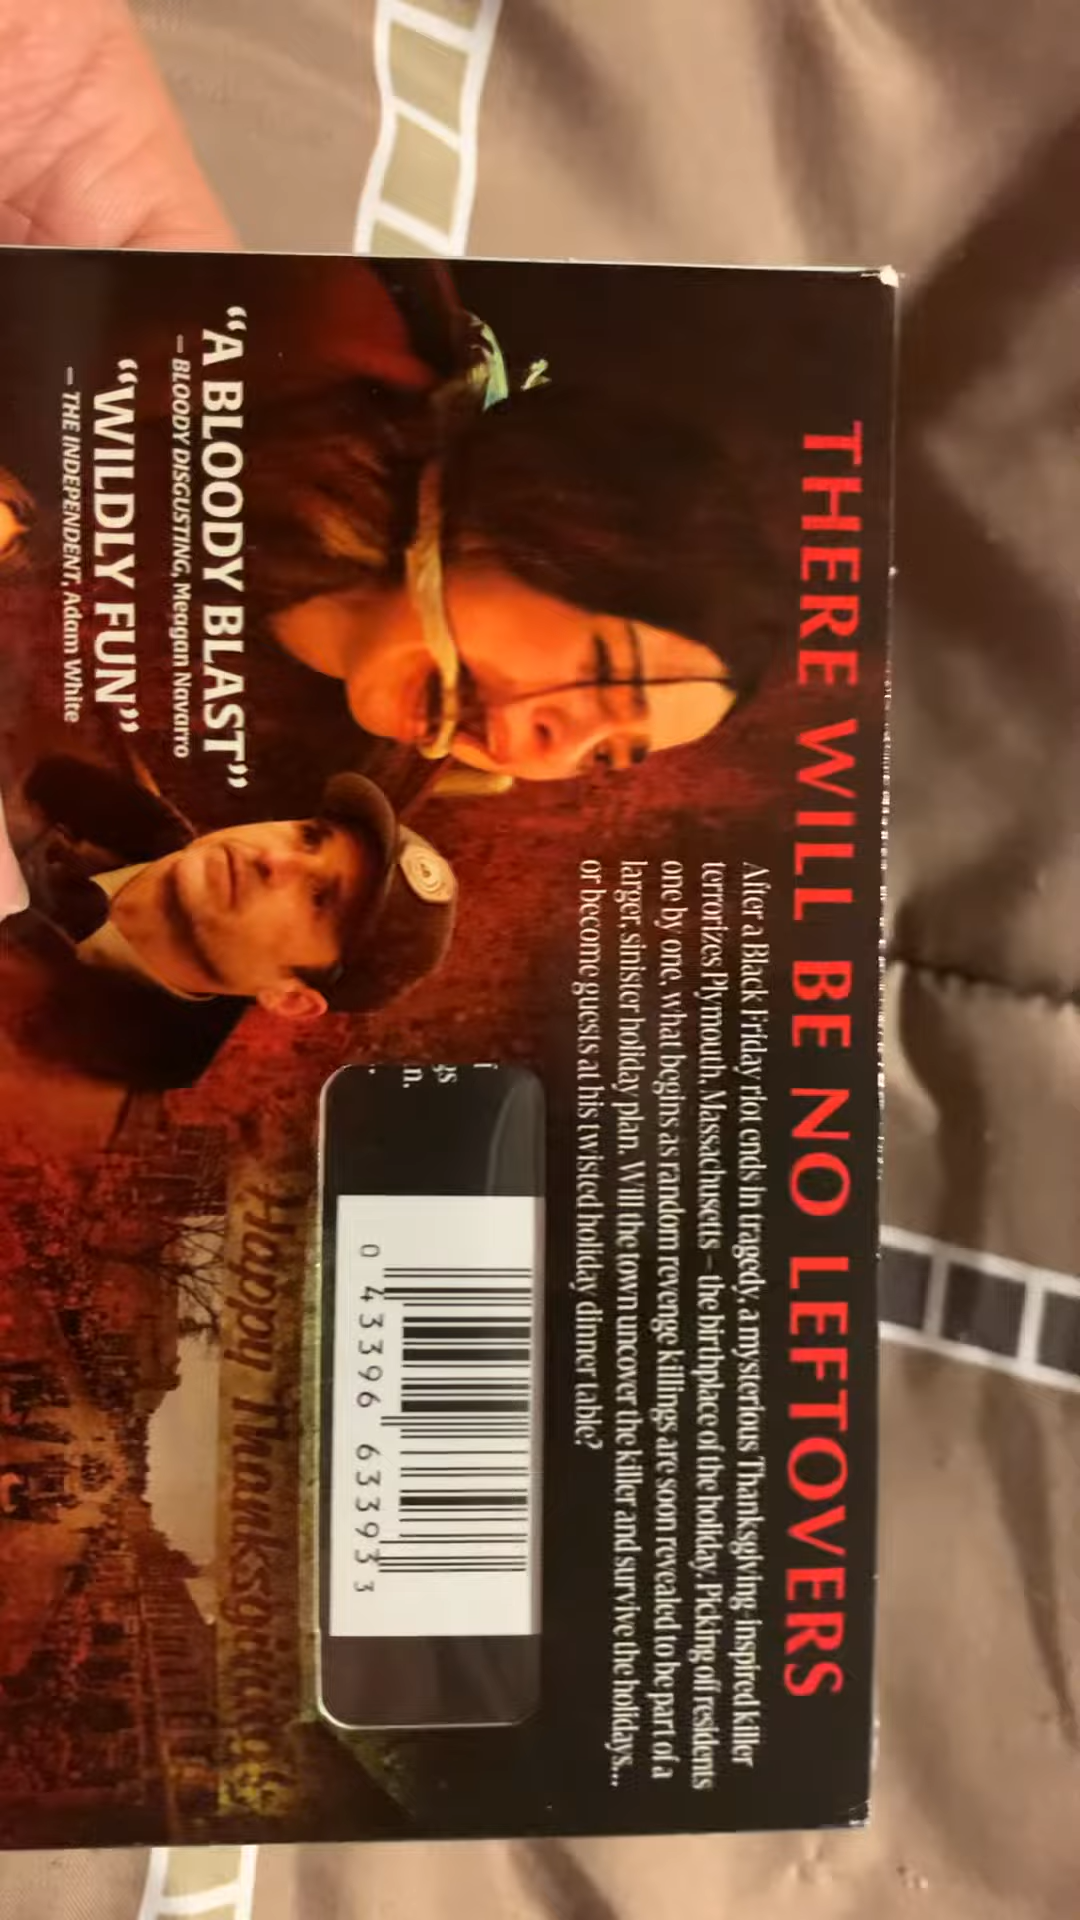 THERE WILL BE NO LEFTOVERS
After a Black Friday riot ends in tragedy, a mysterious Thanksgiving-inspired killer
terrorizes Plymouth, Massachusetts – the birthplace of the holiday. Picking off residents
one by one, what begins as random revenge killings are soon revealed to be part of a
larger, sinister holiday plan. Will the town uncover the killer and survive the holidays...
or become guests at his twisted holiday dinner table?
“A BLOODY BLAST”
– BLOODY DISGUSTING, Meagan Navarro
“WILDLY FUN”
– THE INDEPENDENT, Adam White
gs
n.
0 43396 63393 3
Happy Thanksgiving